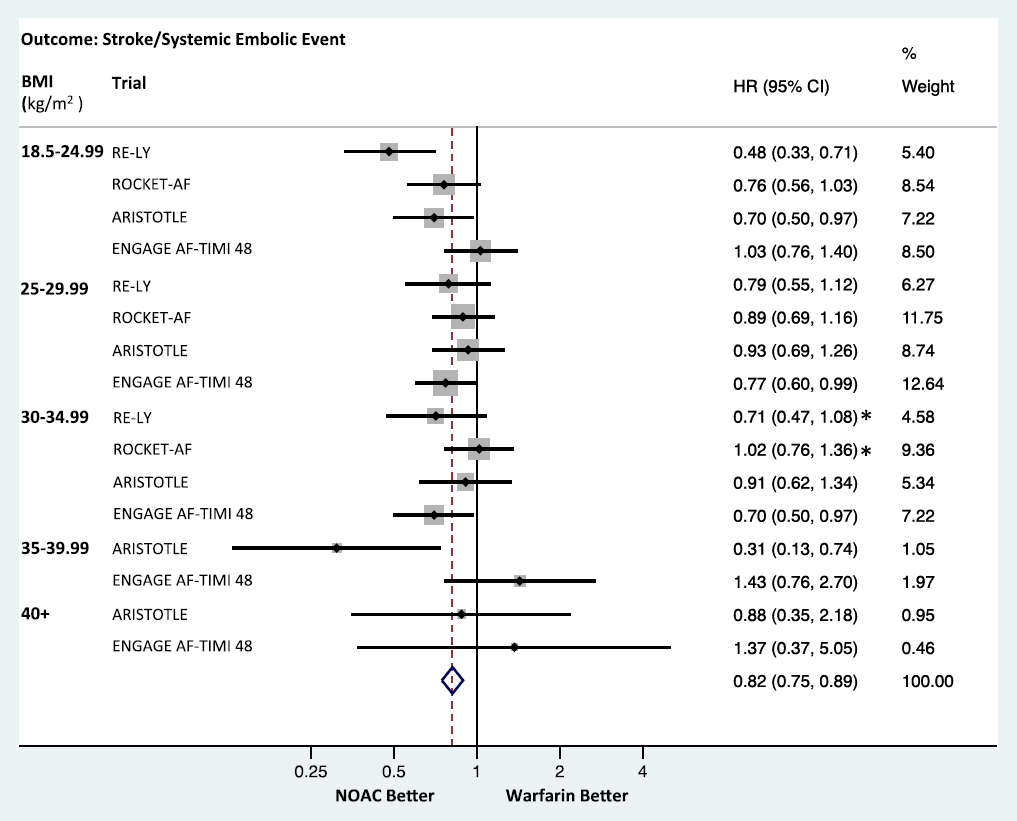 Outcome: Stroke/Systemic Embolic Event
%
BMI Trial HR (95% CI) Weight
(kg/m2 )
18.5-24.99 RE-LY 0.48 (0.33, 0.71) 5.40
ROCKET-AF 0.76 (0.56, 1.03) 8.54
ARISTOTLE 0.70 (0.50, 0.97) 7.22
ENGAGE AF-TIMI 48 1.03 (0.76, 1.40) 8.50
25-29.99 RE-LY 0.79 (0.55, 1.12) 6.27
ROCKET-AF 0.89 (0.69, 1.16) 11.75
ARISTOTLE 0.93 (0.69, 1.26) 8.74
ENGAGE AF-TIMI 48 0.77 (0.60, 0.99) 12.64
30-34.99 RE-LY 0.71 (0.47, 1.08)* 4.58
ROCKET-AF 1.02 (0.76, 1.36)* 9.36
ARISTOTLE 0.91 (0.62, 1.34) 5.34
ENGAGE AF-TIMI 48 0.70 (0.50, 0.97) 7.22
35-39.99 ARISTOTLE 0.31 (0.13, 0.74) 1.05
ENGAGE AF-TIMI 48 1.43 (0.76, 2.70) 1.97
40+ ARISTOTLE 0.88 (0.35, 2.18) 0.95
ENGAGE AF-TIMI 48 1.37 (0.37, 5.05) 0.46
0.82 (0.75, 0.89) 100.00
0.25 0.5 1 2 4
NOAC Better Warfarin Better